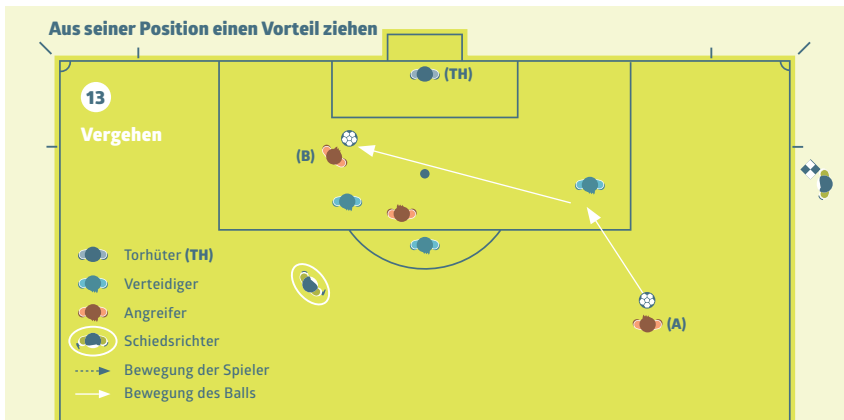 Aus seiner Position einen Vorteil ziehen
(TH)
13
Vergehen
(B)
Torhüter (TH)
Verteidiger
Angreifer
(A)
Schiedsrichter
Bewegung der Spieler
Bewegung des Balls